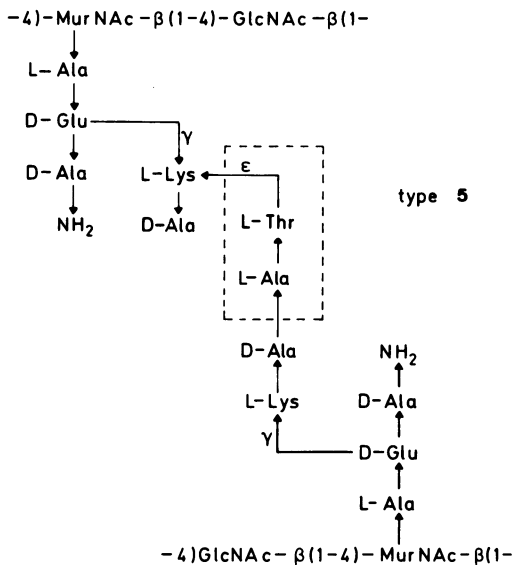 -4)-MurNAc-β(1-4)-GlcNAc-β(1-
L-Ala
D-Glu
γ
D-Ala
L-Lys
ε
type 5
NH₂
D-Ala
L-Thr
L-Ala
D-Ala
NH₂
L-Lys
D-Ala
γ
D-Glu
L-Ala
-4)GlcNAc-β(1-4)-MurNAc-β(1-